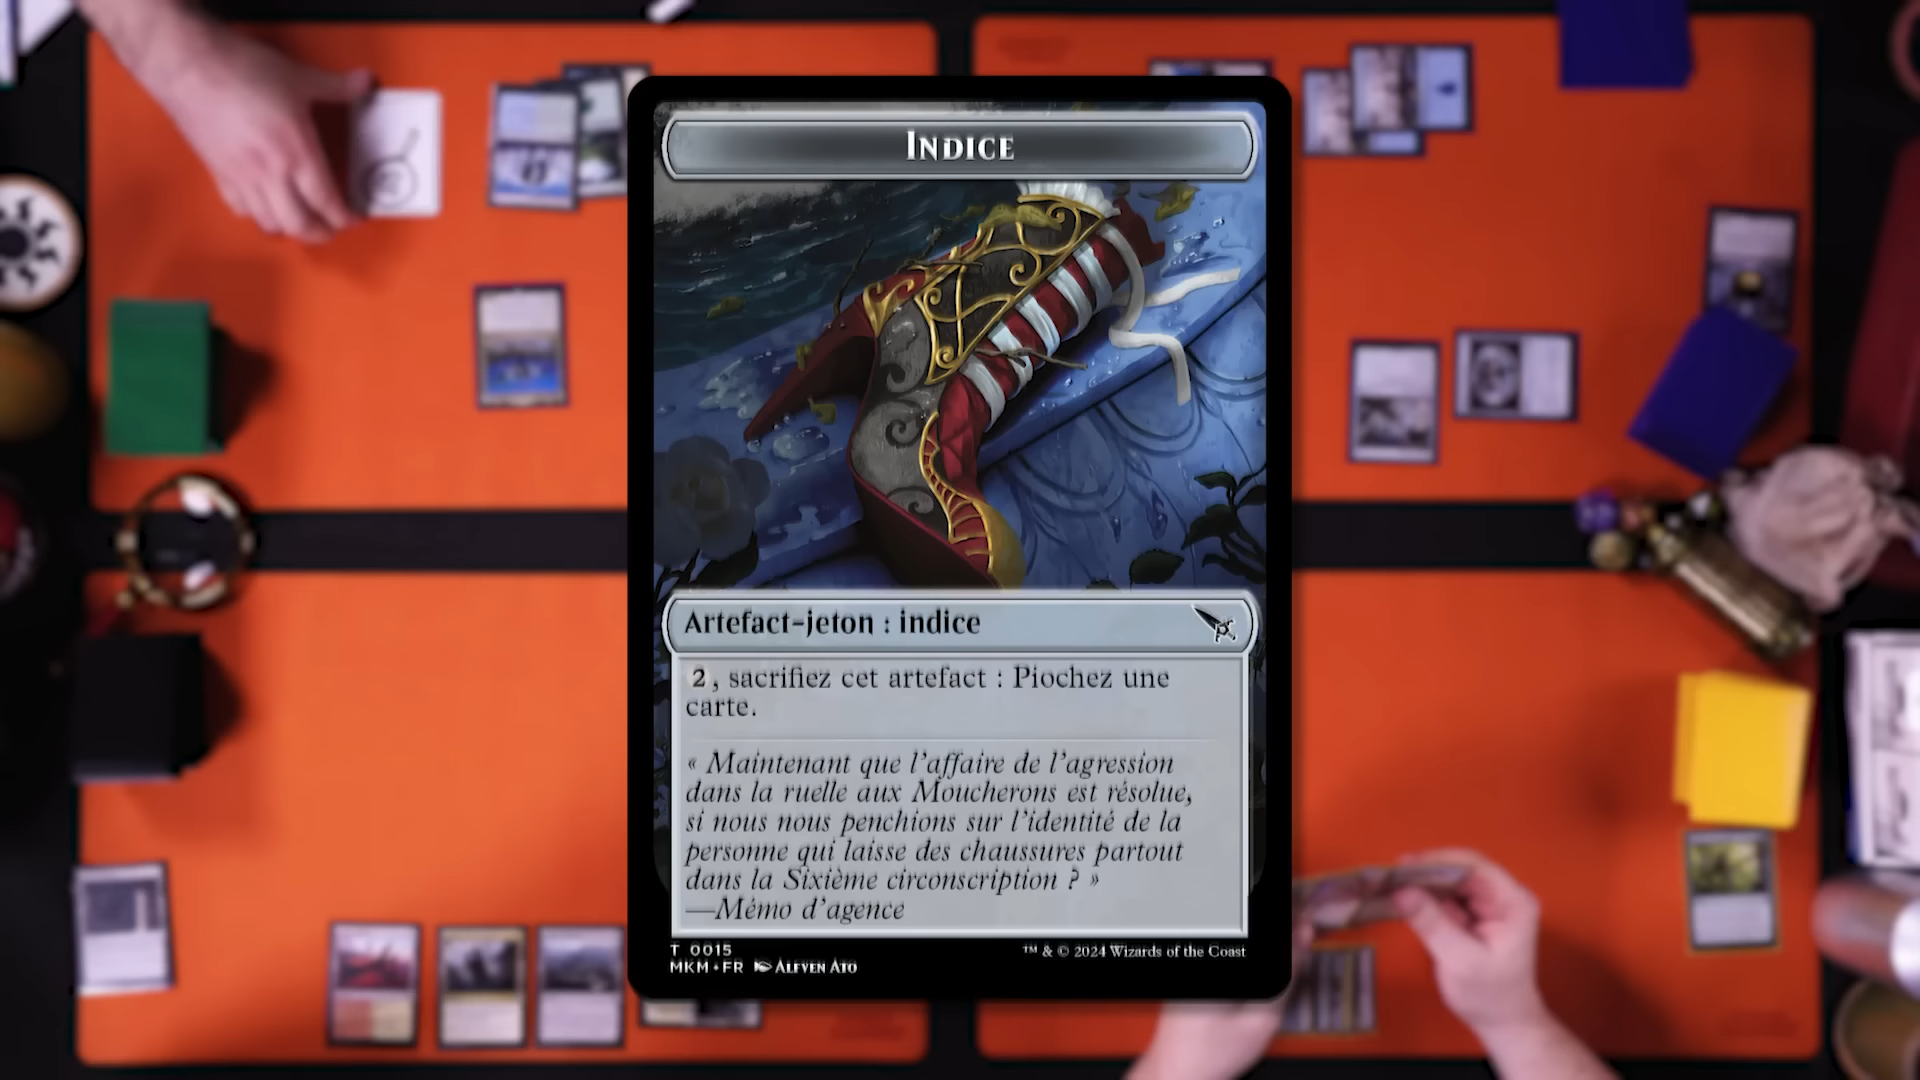 INDICE
Artefact-jeton : indice
2, sacrifiez cet artefact : Piochez une
carte.
« Maintenant que l'affaire de l'agression
dans la ruelle aux Moucherons est résolue,
si nous nous penchions sur l'identité de la
personne qui laisse des chaussures partout
dans la Sixième circonscription ? »
—Mémo d'agence
T 0015
MKM • FR ALEVEN ATO
™ & © 2024 Wizards of the Coast